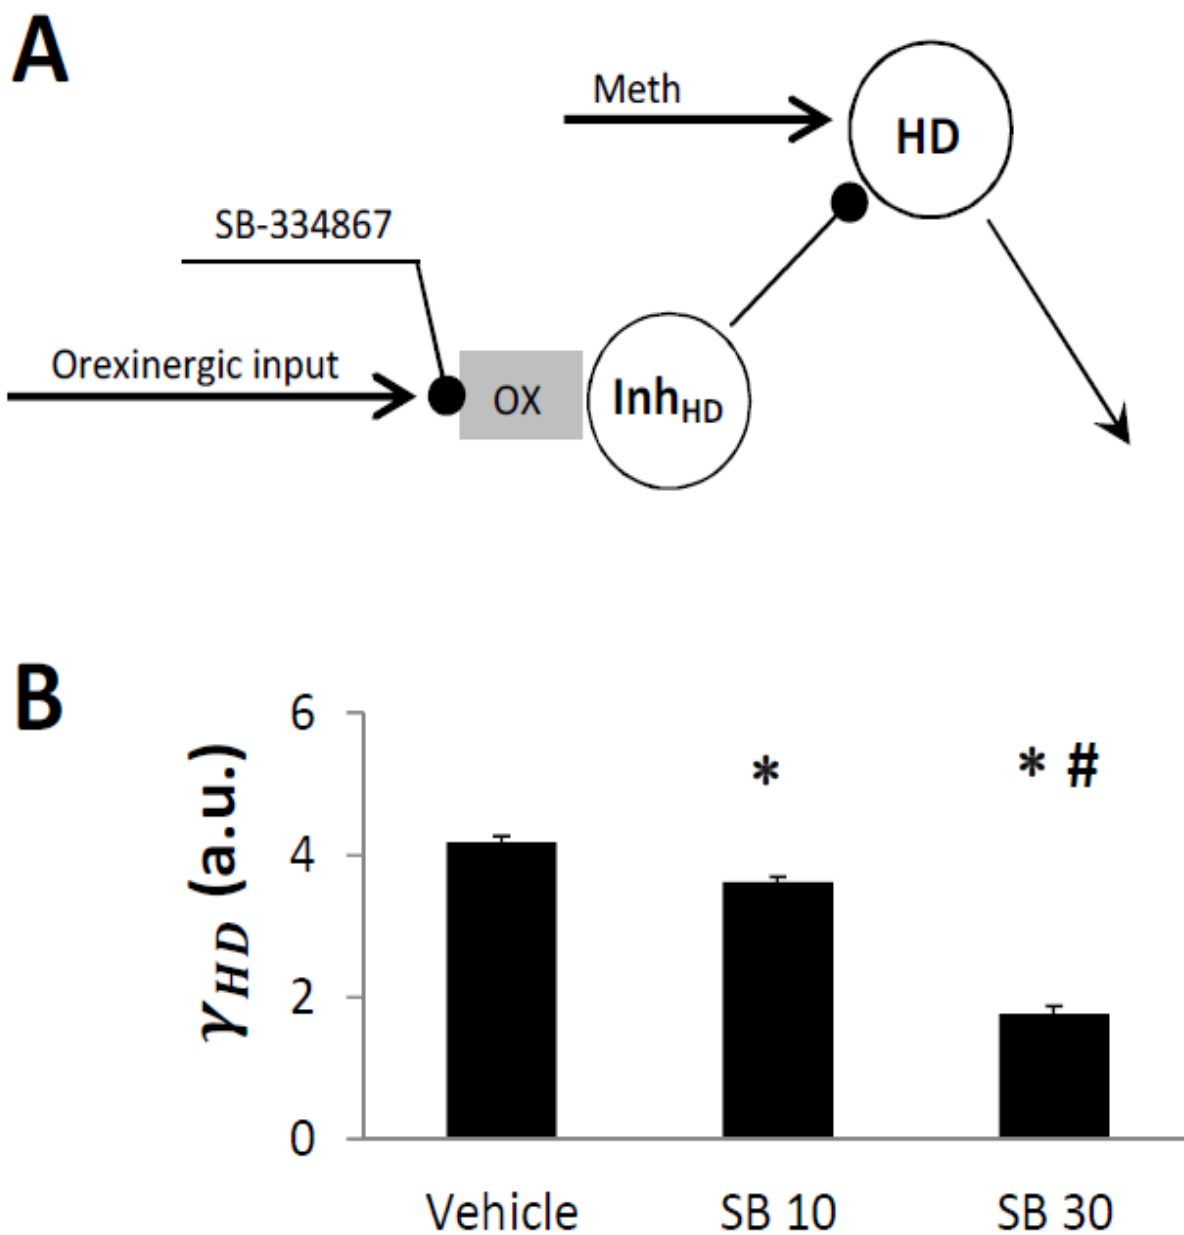 A
Meth
HD
SB-334867
Orexinergic input
OX
InhHD
B
γHD (a.u.)
6
4
2
0
*
* #
Vehicle
SB 10
SB 30